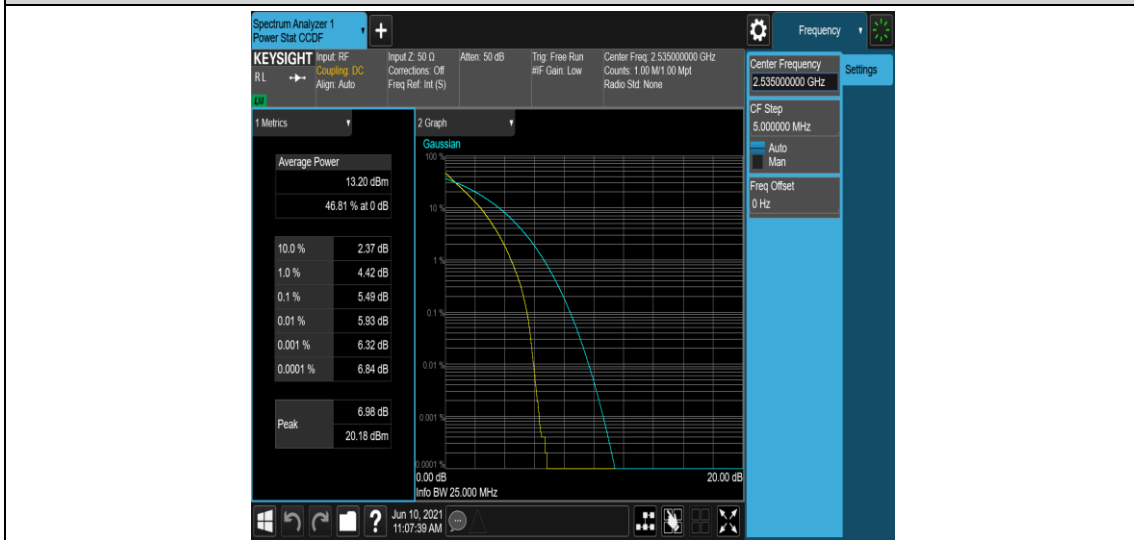 Spectrum Analyzer 1
Power Stat CCDF
Frequency
KEYSIGHT
RL
LXI
Input: RF
Coupling: DC
Align: Auto
Input Z: 50 Ω
Corrections: Off
Freq Ref: Int (S)
Atten: 50 dB
Trig: Free Run
#IF Gain: Low
Center Freq: 2.535000000 GHz
Counts: 1.00 M/1.00 Mpt
Radio Std: None
Center Frequency
2.535000000 GHz
Settings
CF Step
5.000000 MHz
Auto
Man
Freq Offset
0 Hz
1 Metrics
Average Power
13.20 dBm
46.81 % at 0 dB
10.0 % 2.37 dB
1.0 % 4.42 dB
0.1 % 5.49 dB
0.01 % 5.93 dB
0.001 % 6.32 dB
0.0001 % 6.84 dB
Peak
6.98 dB
20.18 dBm
2 Graph
Gaussian
100 %
10 %
1 %
0.1 %
0.01 %
0.001 %
0.0001 %
0.00 dB 20.00 dB
Info BW 25.000 MHz
?
Jun 10, 2021
11:07:39 AM